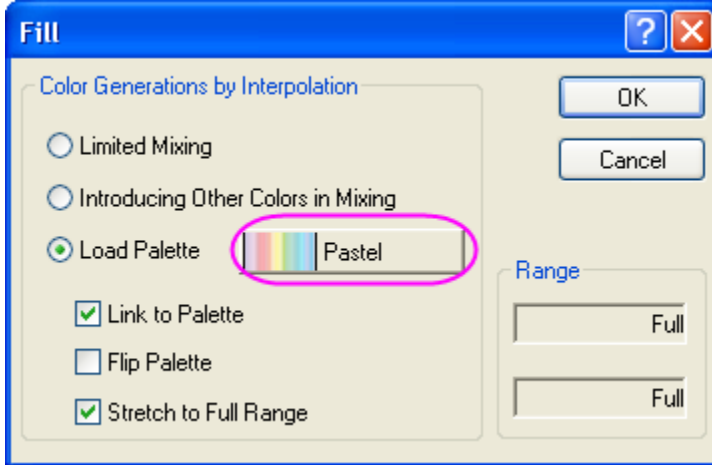 Fill
Color Generations by Interpolation
OK
Limited Mixing
Cancel
Introducing Other Colors in Mixing
Load Palette
Pastel
Range
Link to Palette
Full
Flip Palette
Full
Stretch to Full Range